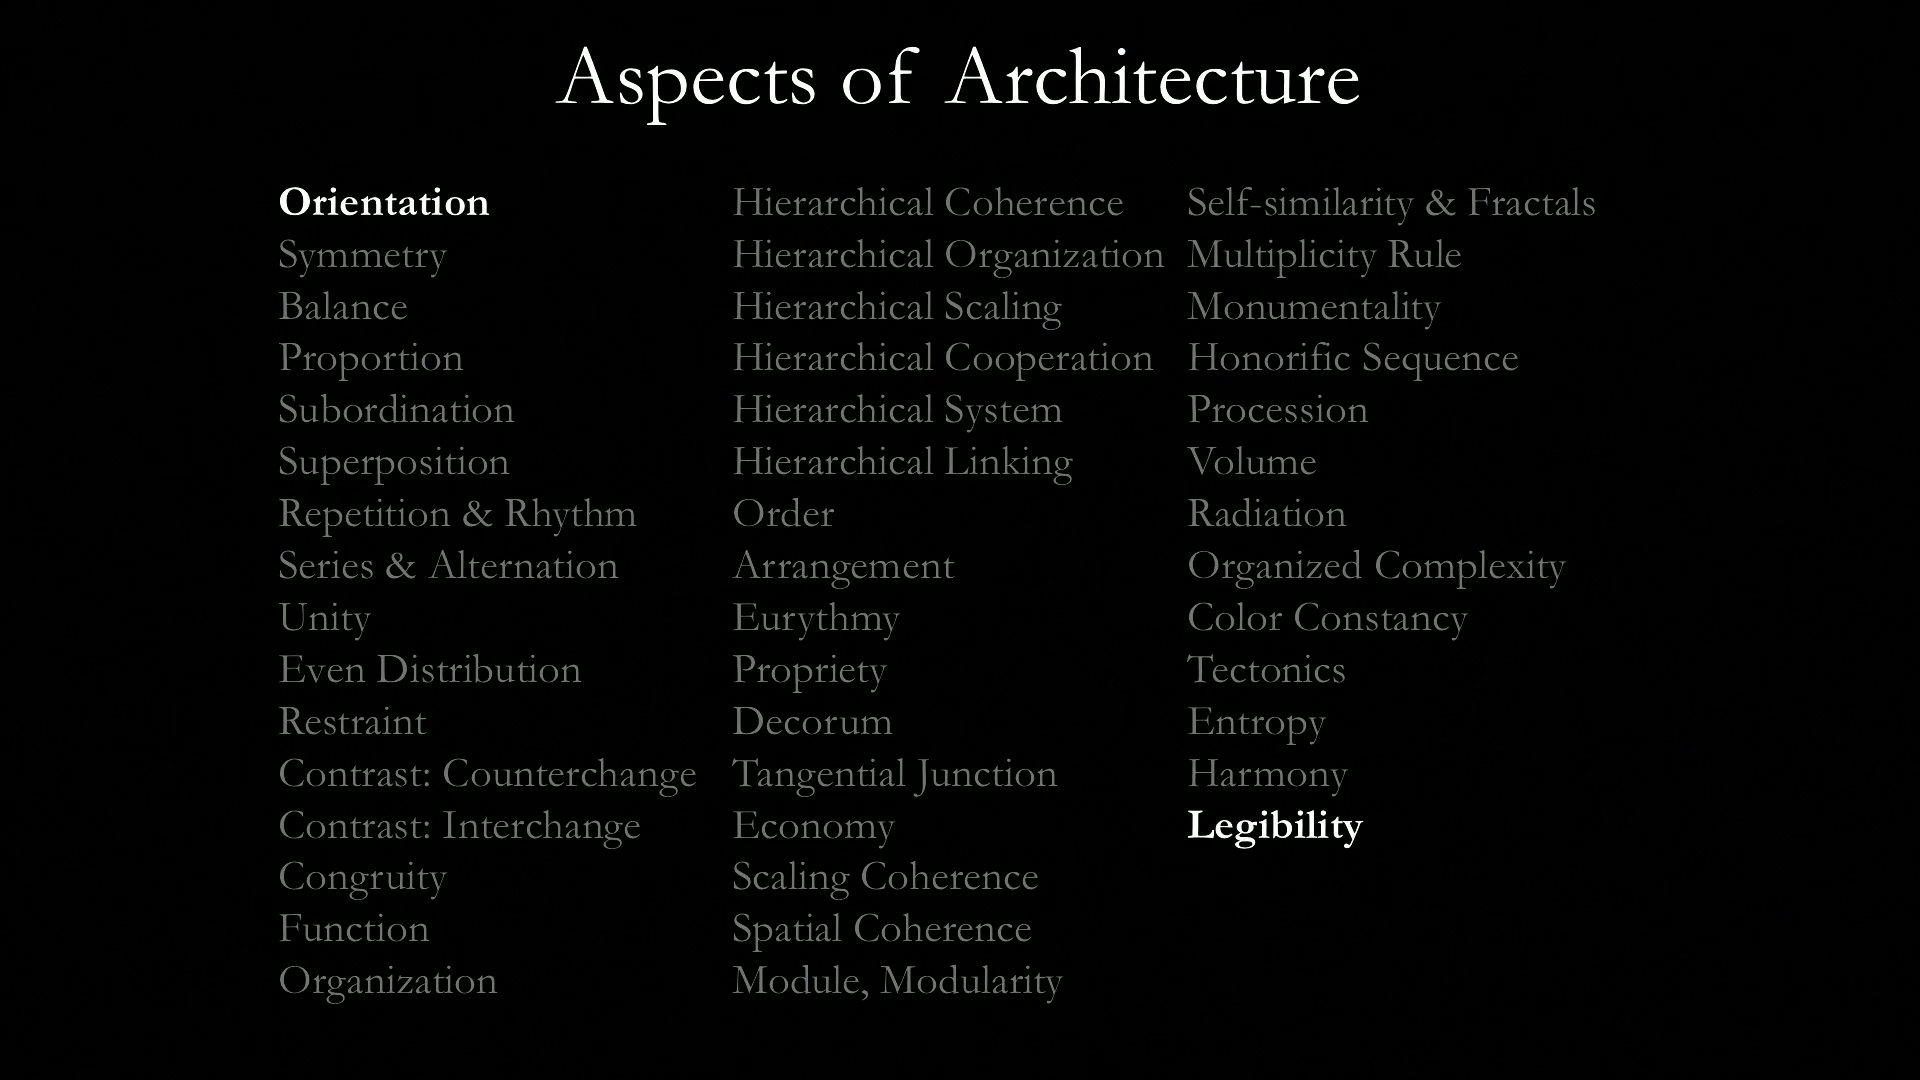 Aspects of Architecture
Orientation
Symmetry
Balance
Proportion
Subordination
Superposition
Repetition & Rhythm
Series & Alternation
Unity
Even Distribution
Restraint
Contrast: Counterchange
Contrast: Interchange
Congruity
Function
Organization
Hierarchical Coherence
Hierarchical Organization
Hierarchical Scaling
Hierarchical Cooperation
Hierarchical System
Hierarchical Linking
Order
Arrangement
Eurythmy
Propriety
Decorum
Tangential Junction
Economy
Scaling Coherence
Spatial Coherence
Module, Modularity
Self-similarity & Fractals
Multiplicity Rule
Monumentality
Honorific Sequence
Procession
Volume
Radiation
Organized Complexity
Color Constancy
Tectonics
Entropy
Harmony
Legibility